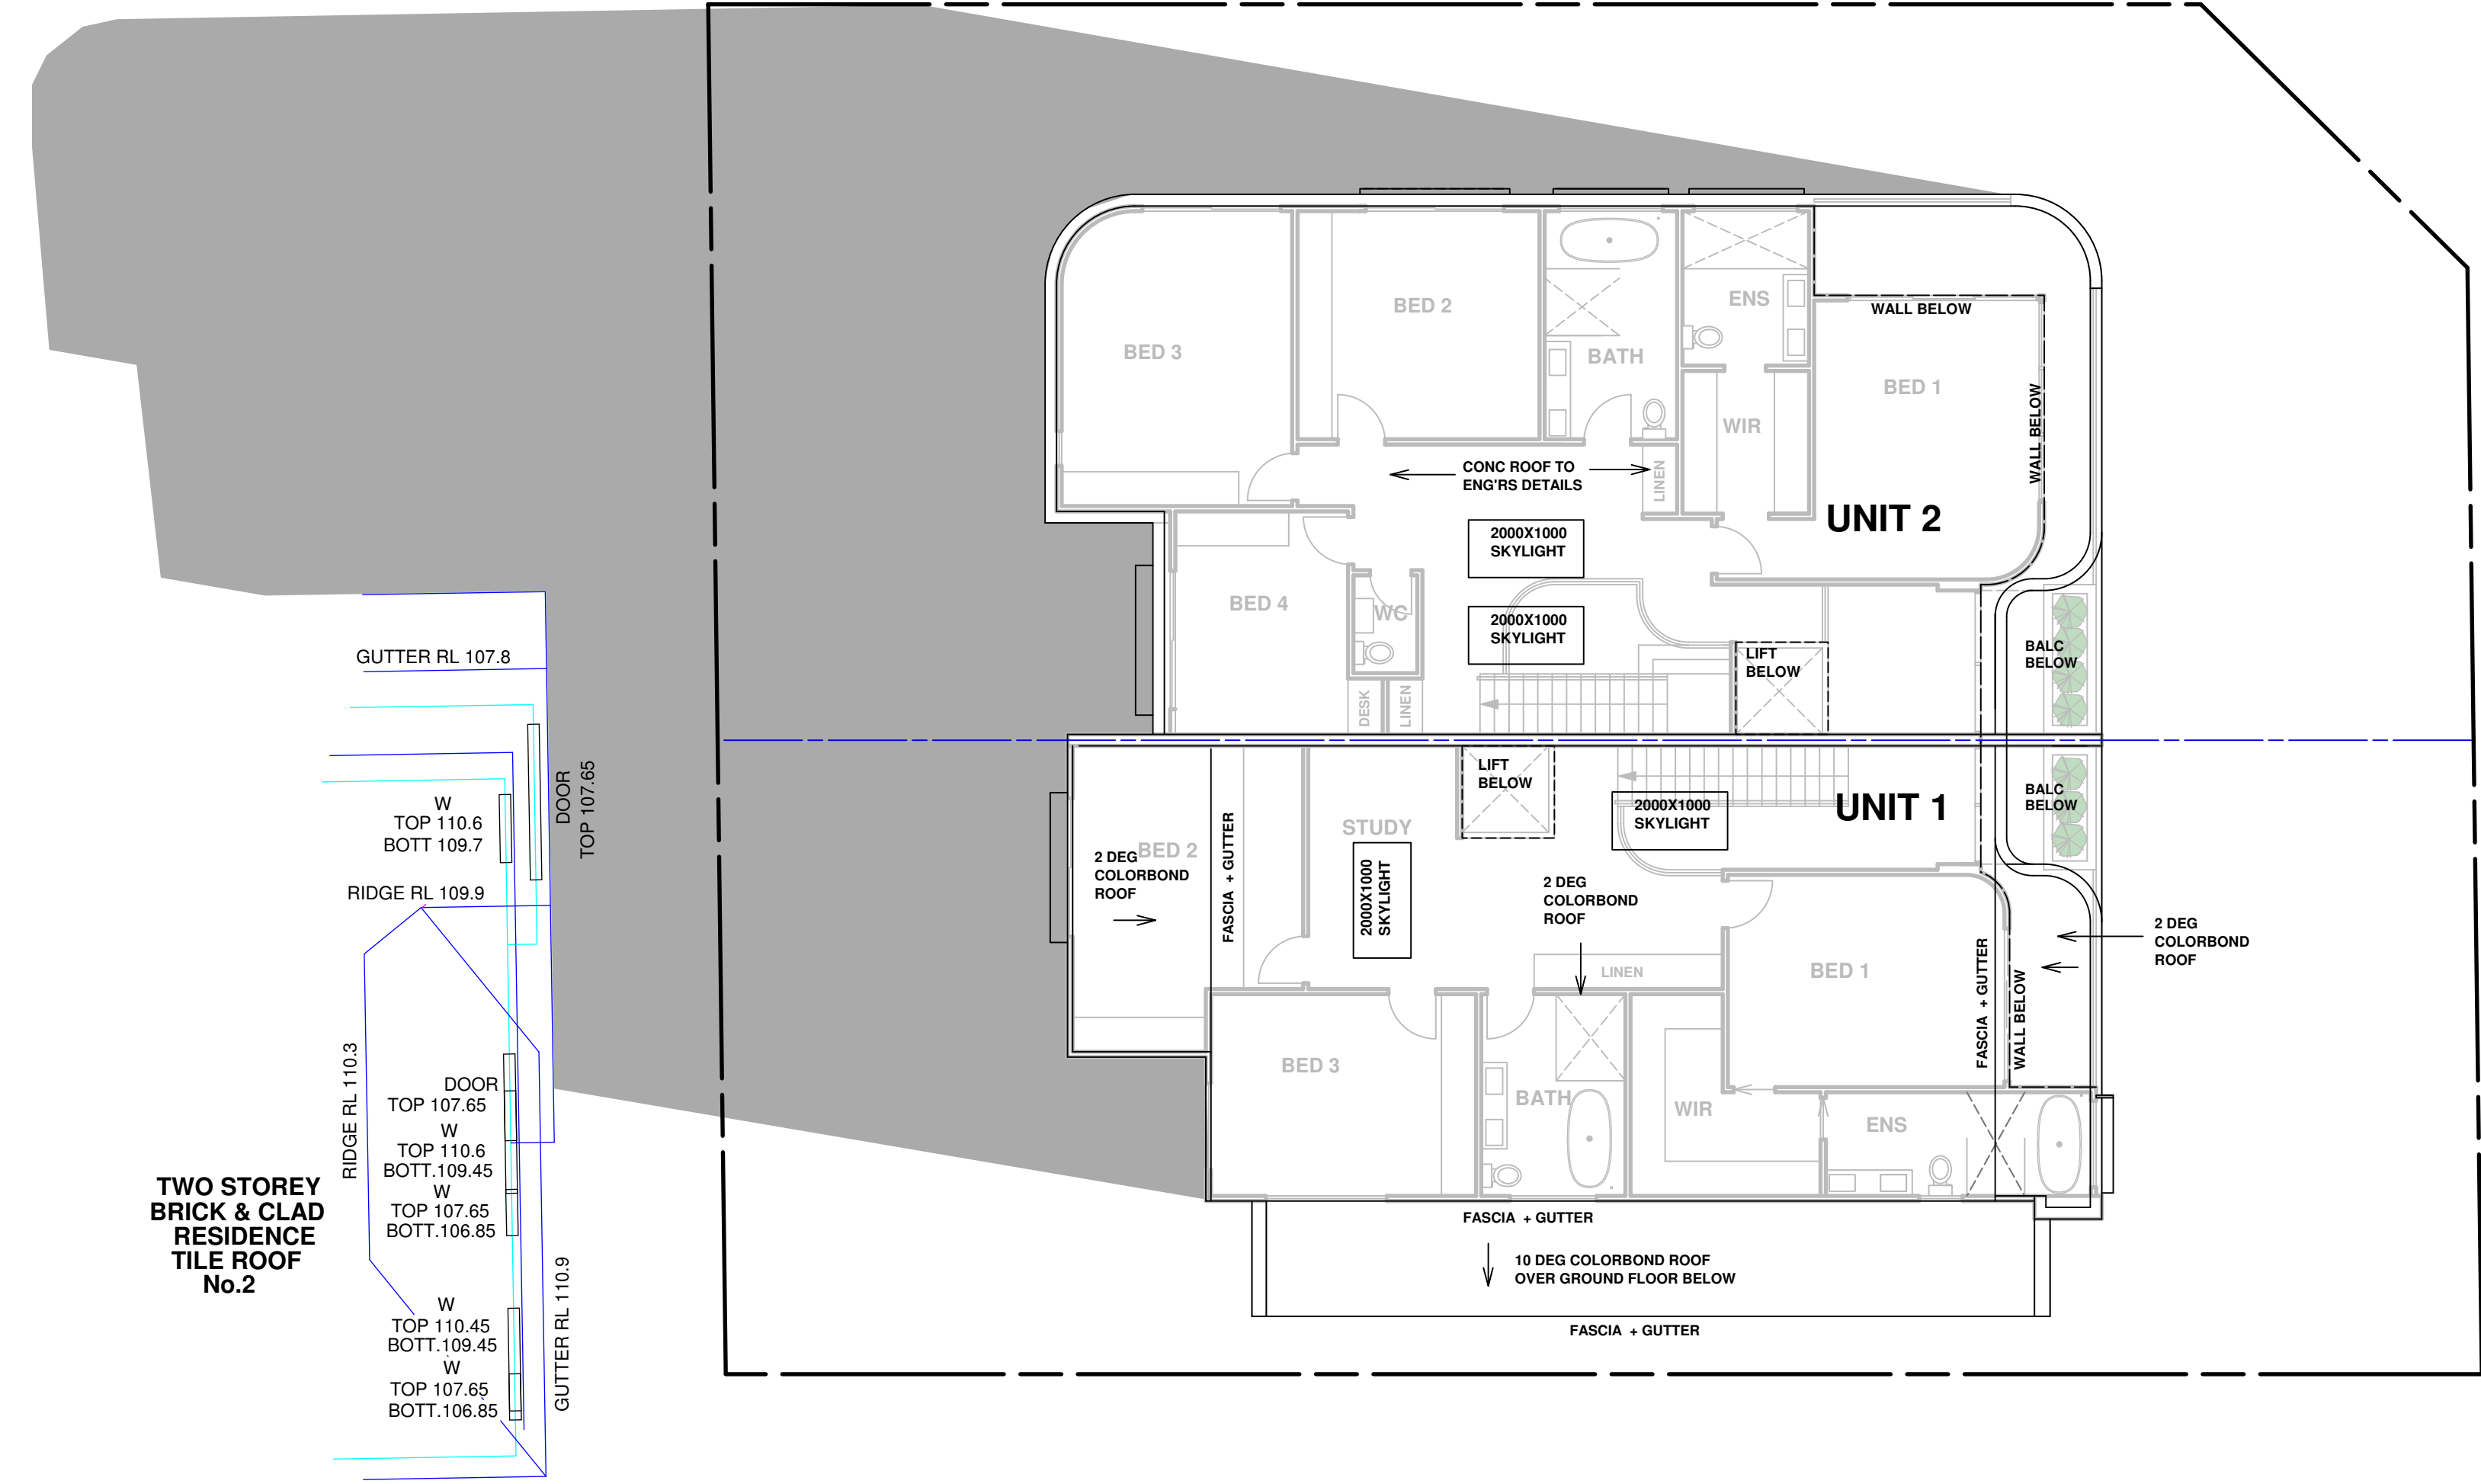 BED 3
BED 2
BATH
ENS
WALL BELOW
BED 1
WALL BELOW
WIR
LINEN
CONC ROOF TO
ENG'RS DETAILS
UNIT 2
2000X1000
SKYLIGHT
BED 4
WC
2000X1000
SKYLIGHT
LIFT
BELOW
BALC
BELOW
DESK
LINEN
GUTTER RL 107.8
DOOR
TOP 107.65
W
TOP 110.6
BOTT 109.7
RIDGE RL 109.9
LIFT
BELOW
UNIT 1
BALC
BELOW
2000X1000
SKYLIGHT
STUDY
BED 2
2 DEG
COLORBOND
ROOF
FASCIA + GUTTER
2000X1000
SKYLIGHT
2 DEG
COLORBOND
ROOF
2 DEG
COLORBOND
ROOF
LINEN
BED 1
FASCIA + GUTTER
WALL BELOW
BED 3
BATH
WIR
ENS
RIDGE RL 110.3
DOOR
TOP 107.65
W
TOP 110.6
BOTT.109.45
W
TOP 107.65
BOTT.106.85
TWO STOREY
BRICK & CLAD
RESIDENCE
TILE ROOF
No.2
FASCIA + GUTTER
10 DEG COLORBOND ROOF
OVER GROUND FLOOR BELOW
FASCIA + GUTTER
W
TOP 110.45
BOTT.109.45
W
TOP 107.65
BOTT.106.85
GUTTER RL 110.9